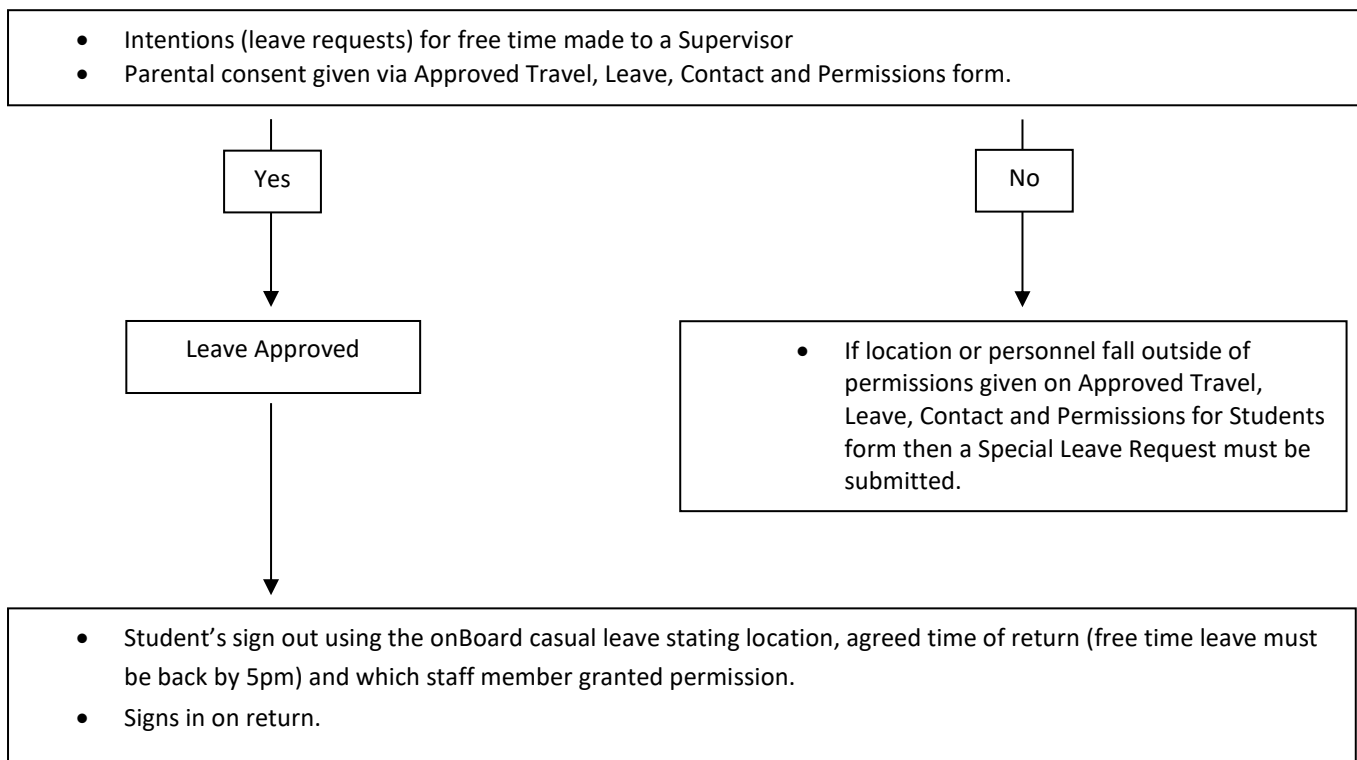 • Intentions (leave requests) for free time made to a Supervisor
• Parental consent given via Approved Travel, Leave, Contact and Permissions form.
Yes
No
Leave Approved
• If location or personnel fall outside of
permissions given on Approved Travel,
Leave, Contact and Permissions for Students
form then a Special Leave Request must be
submitted.
• Student’s sign out using the onBoard casual leave stating location, agreed time of return (free time leave must
be back by 5pm) and which staff member granted permission.
• Signs in on return.